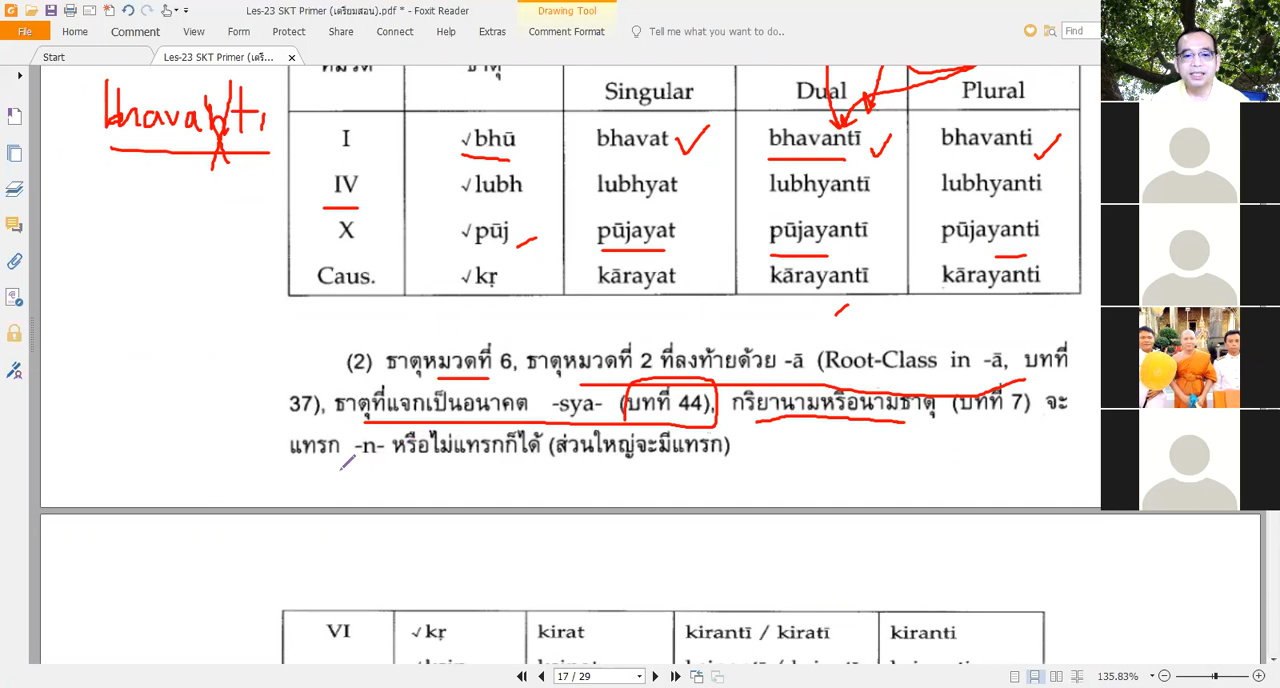 Les-23 SKT Primer (เตรียมสอน).pdf * - Foxit Reader
Drawing Tool
File Home Comment View Form Protect Share Connect Help Extras Comment Format Tell me what you want to do.. Find
Start Les-23 SKT Primer (เตรี... ×
หมวด ธาตุ
Singular Dual Plural
bhavanti
I √bhū bhavat bhavantī bhavanti
IV √lubh lubhyat lubhyantī lubhyanti
X √pūj pūjayat pūjayantī pūjayanti
Caus. √kṛ kārayat kārayantī kārayanti
(2) ธาตุหมวดที่ 6, ธาตุหมวดที่ 2 ที่ลงท้ายด้วย -ā (Root-Class in -ā, บทที่
37), ธาตุที่แจกเป็นอนาคต -sya- (บทที่ 44), กริยานามหรือนามธาตุ (บทที่ 7) จะ
แทรก -n- หรือไม่แทรกก็ได้ (ส่วนใหญ่จะมีแทรก)
VI √kṛ kirat kirantī / kiratī kiranti
17 / 29
135.83%